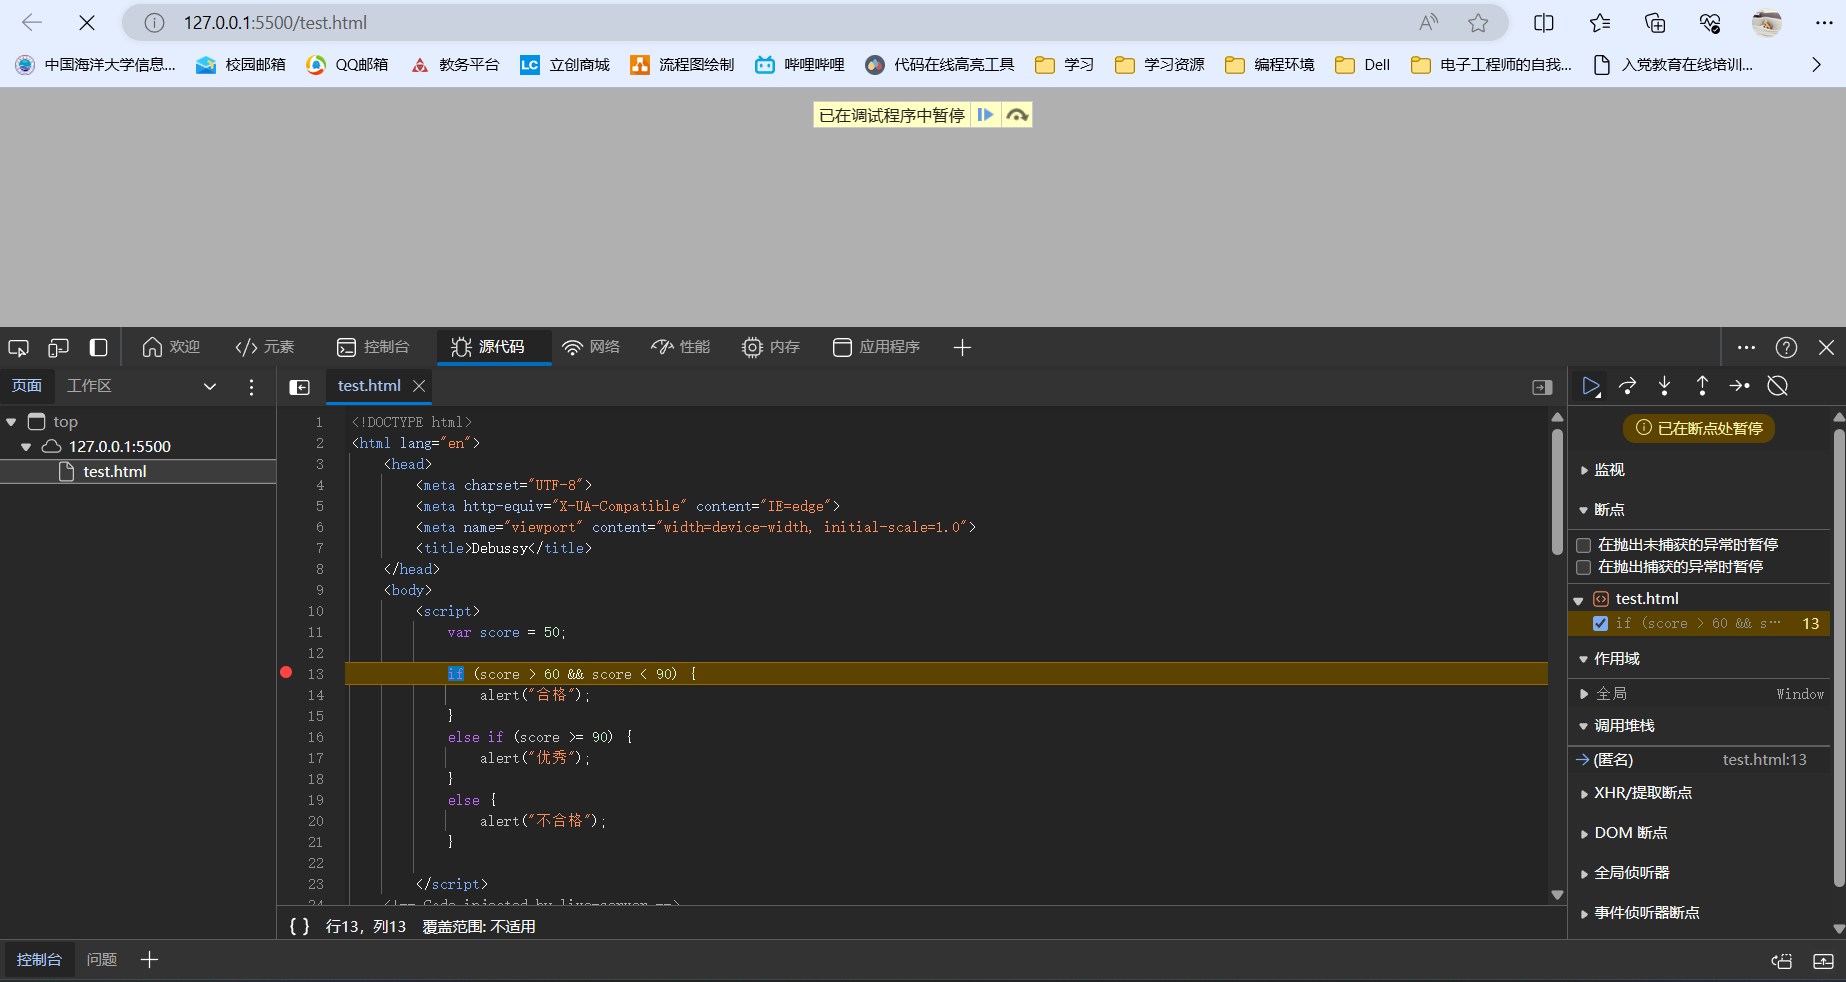 127.0.0.1:5500/test.html
中国海洋大学信息... 校园邮箱 QQ邮箱 教务平台 LC 立创商城 流程图绘制 哔哩哔哩 代码在线高亮工具 学习 学习资源 编程环境 Dell 电子工程师的自我... 入党教育在线培训...
已在调试程序中暂停
欢迎 元素 控制台 源代码 网络 性能 内存 应用程序
页面 工作区 test.html
top
127.0.0.1:5500
test.html
1 <!DOCTYPE html>
2 <html lang="en">
3 <head>
4 <meta charset="UTF-8">
5 <meta http-equiv="X-UA-Compatible" content="IE=edge">
6 <meta name="viewport" content="width=device-width, initial-scale=1.0">
7 <title>Debussy</title>
8 </head>
9 <body>
10 <script>
11 var score = 50;
12
13 if (score > 60 && score < 90) {
14 alert("合格");
15 }
16 else if (score >= 90) {
17 alert("优秀");
18 }
19 else {
20 alert("不合格");
21 }
22
23 </script>
24 <!-- Code injected by live-server -->
{ } 行13，列13 覆盖范围: 不适用
已在断点处暂停
监视
断点
在抛出未捕获的异常时暂停
在抛出捕获的异常时暂停
test.html
if (score > 60 && s… 13
作用域
全局 Window
调用堆栈
(匿名) test.html:13
XHR/提取断点
DOM 断点
全局侦听器
事件侦听器断点
控制台 问题